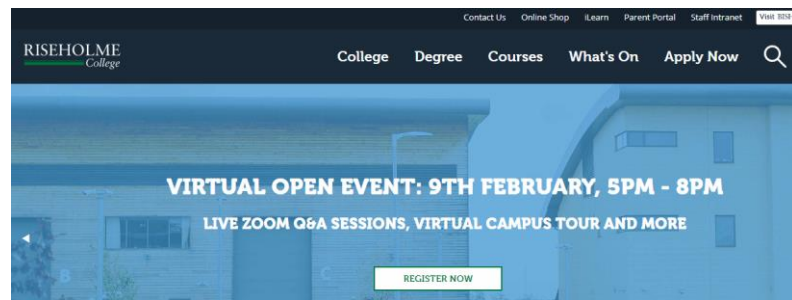 Contact Us Online Shop iLearn Parent Portal Staff Intranet Visit
RISEHOLME
College
College Degree Courses What's On Apply Now
VIRTUAL OPEN EVENT: 9TH FEBRUARY, 5PM - 8PM
LIVE ZOOM Q&A SESSIONS, VIRTUAL CAMPUS TOUR AND MORE
B C
REGISTER NOW